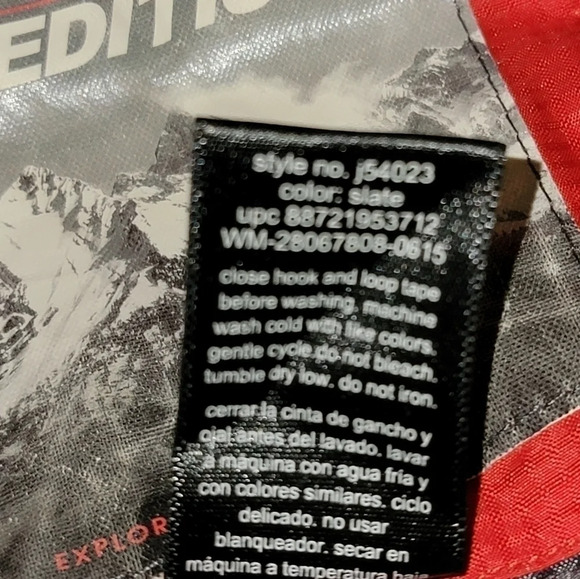 EDITIO
style no. j54023
color: slate
upc 88721953712
WM-28067808-0615
close hook and loop tape
before washing. machine
wash cold with like colors.
gentle cycle.do not bleach.
tumble dry low. do not iron.
cerrar la cinta de gancho y
ojal antes del lavado. lavar
a máquina con agua fría y
con colores similares. ciclo
delicado. no usar
blanqueador. secar en
máquina a temperatura baja
EXPLOR